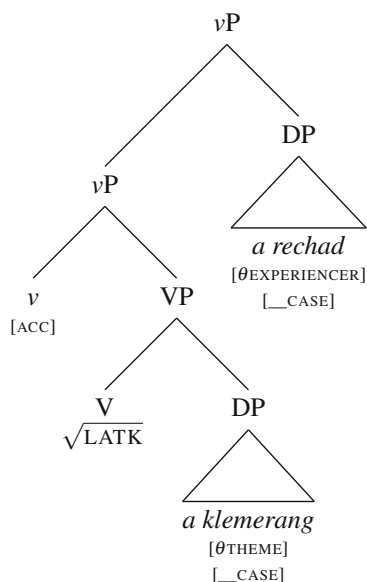 vP
DP
vP
a rechad
[θEXPERIENCER]
[__CASE]
v
VP
[ACC]
V
DP
√LATK
a klemerang
[θTHEME]
[__CASE]